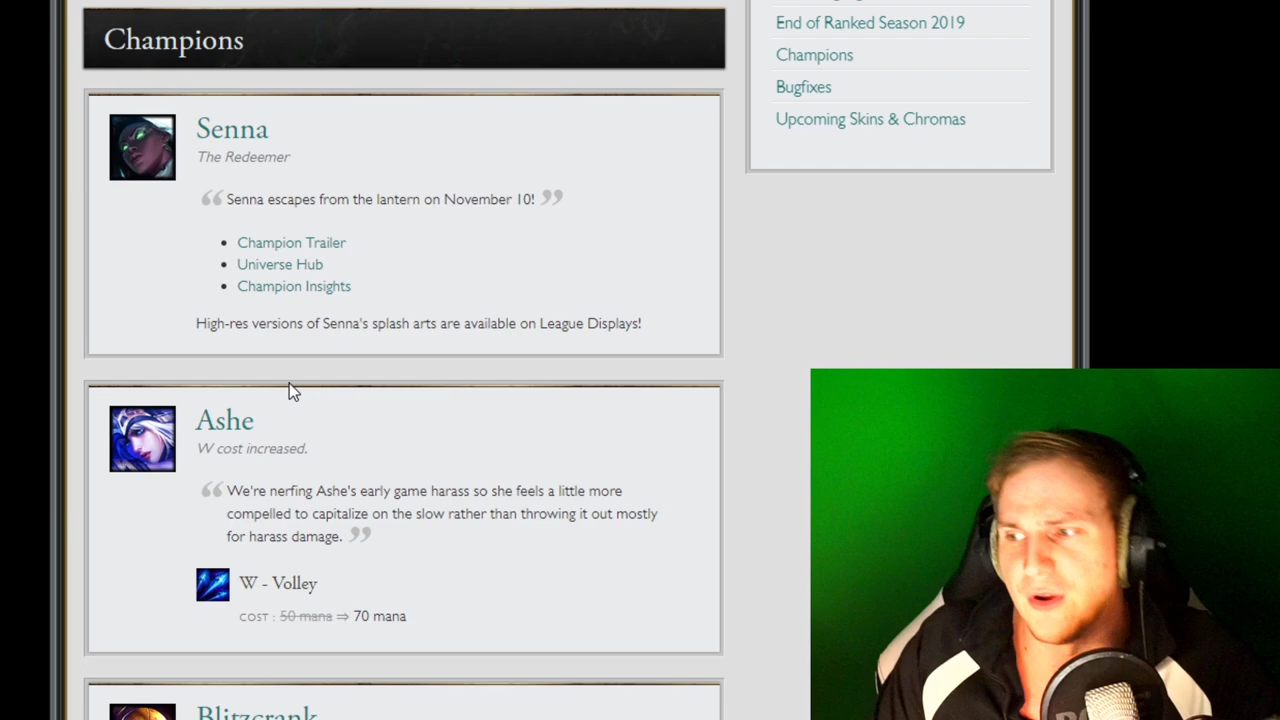 Champions
Senna
The Redeemer
“ Senna escapes from the lantern on November 10! ”
• Champion Trailer
• Universe Hub
• Champion Insights
High-res versions of Senna's splash arts are available on League Displays!
Ashe
W cost increased.
“ We're nerfing Ashe's early game harass so she feels a little more
compelled to capitalize on the slow rather than throwing it out mostly
for harass damage. ”
W - Volley
COST : 50 mana ⇒ 70 mana
Blitzcrank
End of Ranked Season 2019
Champions
Bugfixes
Upcoming Skins & Chromas